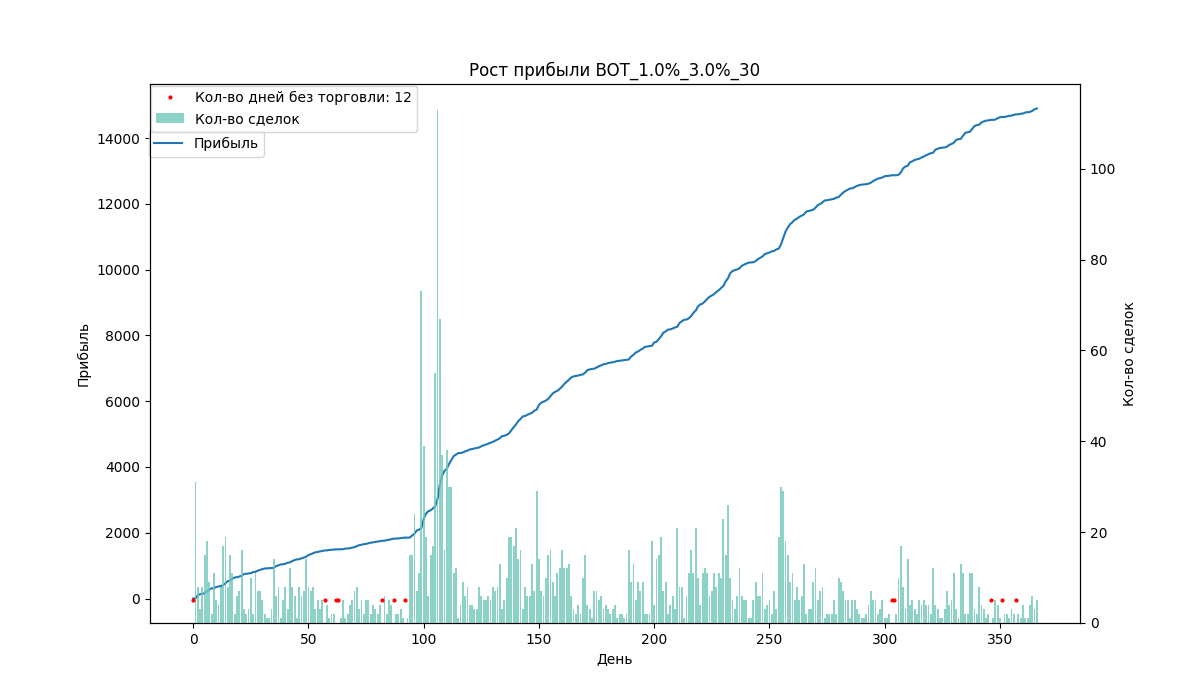 Рост прибыли BOT_1.0%_3.0%_30
Кол-во дней без торговли: 12
Кол-во сделок
Прибыль
14000
12000
10000
8000
6000
4000
2000
0
Прибыль
100
80
60
40
20
0
Кол-во сделок
0 50 100 150 200 250 300 350
День